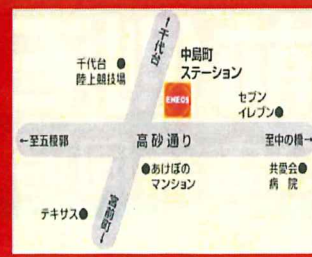 ↑千代台
中島町
ステーション
千代台●
陸上競技場
ENEOS
セブン
イレブン●
←至五稜郭
高砂通り
至中の橋→
●あけぼの
マンション
共愛会●
病院
テキサス●
宮前町↓